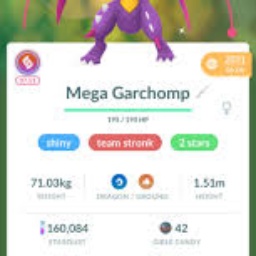 2021
Mega Garchomp
195 / 195 HP
shiny
team stronk
2 stars
71.03kg
1.51m
WEIGHT
DRAGON / GROUND
HEIGHT
160,084
42
STARDUST
GIBLE CANDY